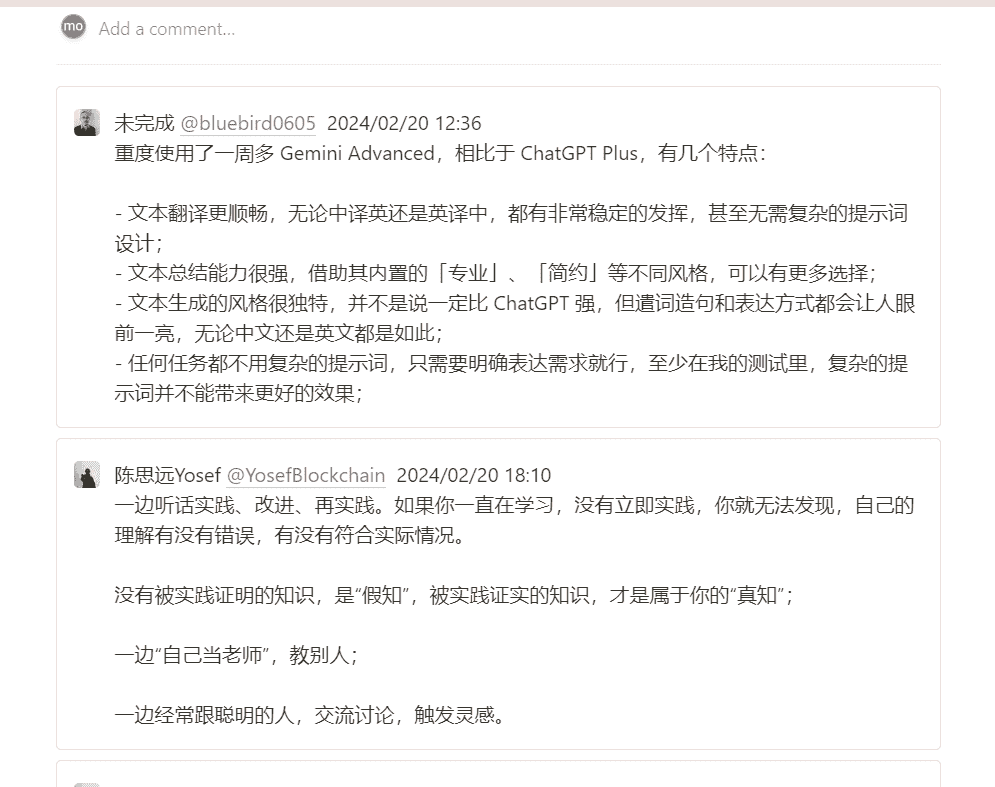 mo Add a comment...
未完成 @bluebird0605 2024/02/20 12:36
重度使用了一周多 Gemini Advanced，相比于 ChatGPT Plus，有几个特点：
- 文本翻译更顺畅，无论中译英还是英译中，都有非常稳定的发挥，甚至无需复杂的提示词
设计；
- 文本总结能力很强，借助其内置的「专业」、「简约」等不同风格，可以有更多选择；
- 文本生成的风格很独特，并不是说一定比 ChatGPT 强，但遣词造句和表达方式都会让人眼
前一亮，无论中文还是英文都是如此；
- 任何任务都不用复杂的提示词，只需要明确表达需求就行，至少在我的测试里，复杂的提
示词并不能带来更好的效果；
陈思远Yosef @YosefBlockchain 2024/02/20 18:10
一边听话实践、改进、再实践。如果你一直在学习，没有立即实践，你就无法发现，自己的
理解有没有错误，有没有符合实际情况。
没有被实践证明的知识，是“假知”，被实践证实的知识，才是属于你的“真知”；
一边“自己当老师”，教别人；
一边经常跟聪明的人，交流讨论，触发灵感。